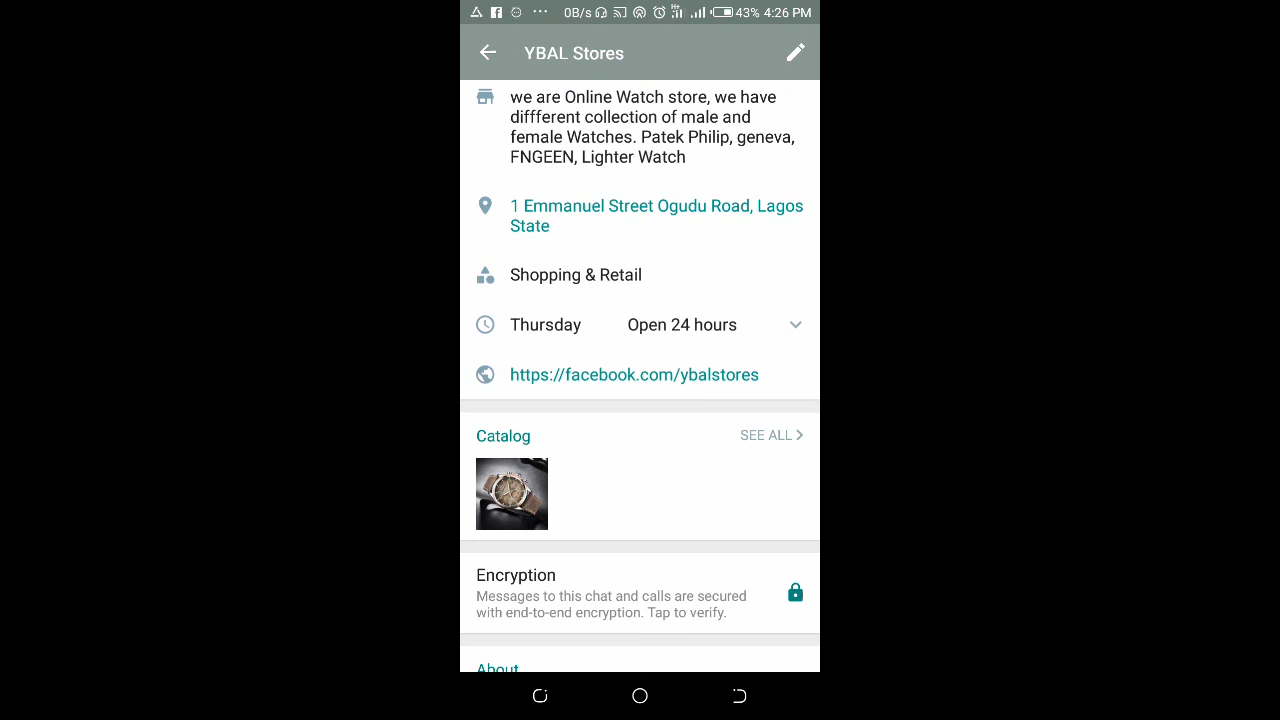 0B/s H+ 43% 4:26 PM
YBAL Stores
we are Online Watch store, we have
diffferent collection of male and
female Watches. Patek Philip, geneva,
FNGEEN, Lighter Watch
1 Emmanuel Street Ogudu Road, Lagos
State
Shopping & Retail
Thursday Open 24 hours
https://facebook.com/ybalstores
Catalog SEE ALL
Encryption
Messages to this chat and calls are secured
with end-to-end encryption. Tap to verify.
About